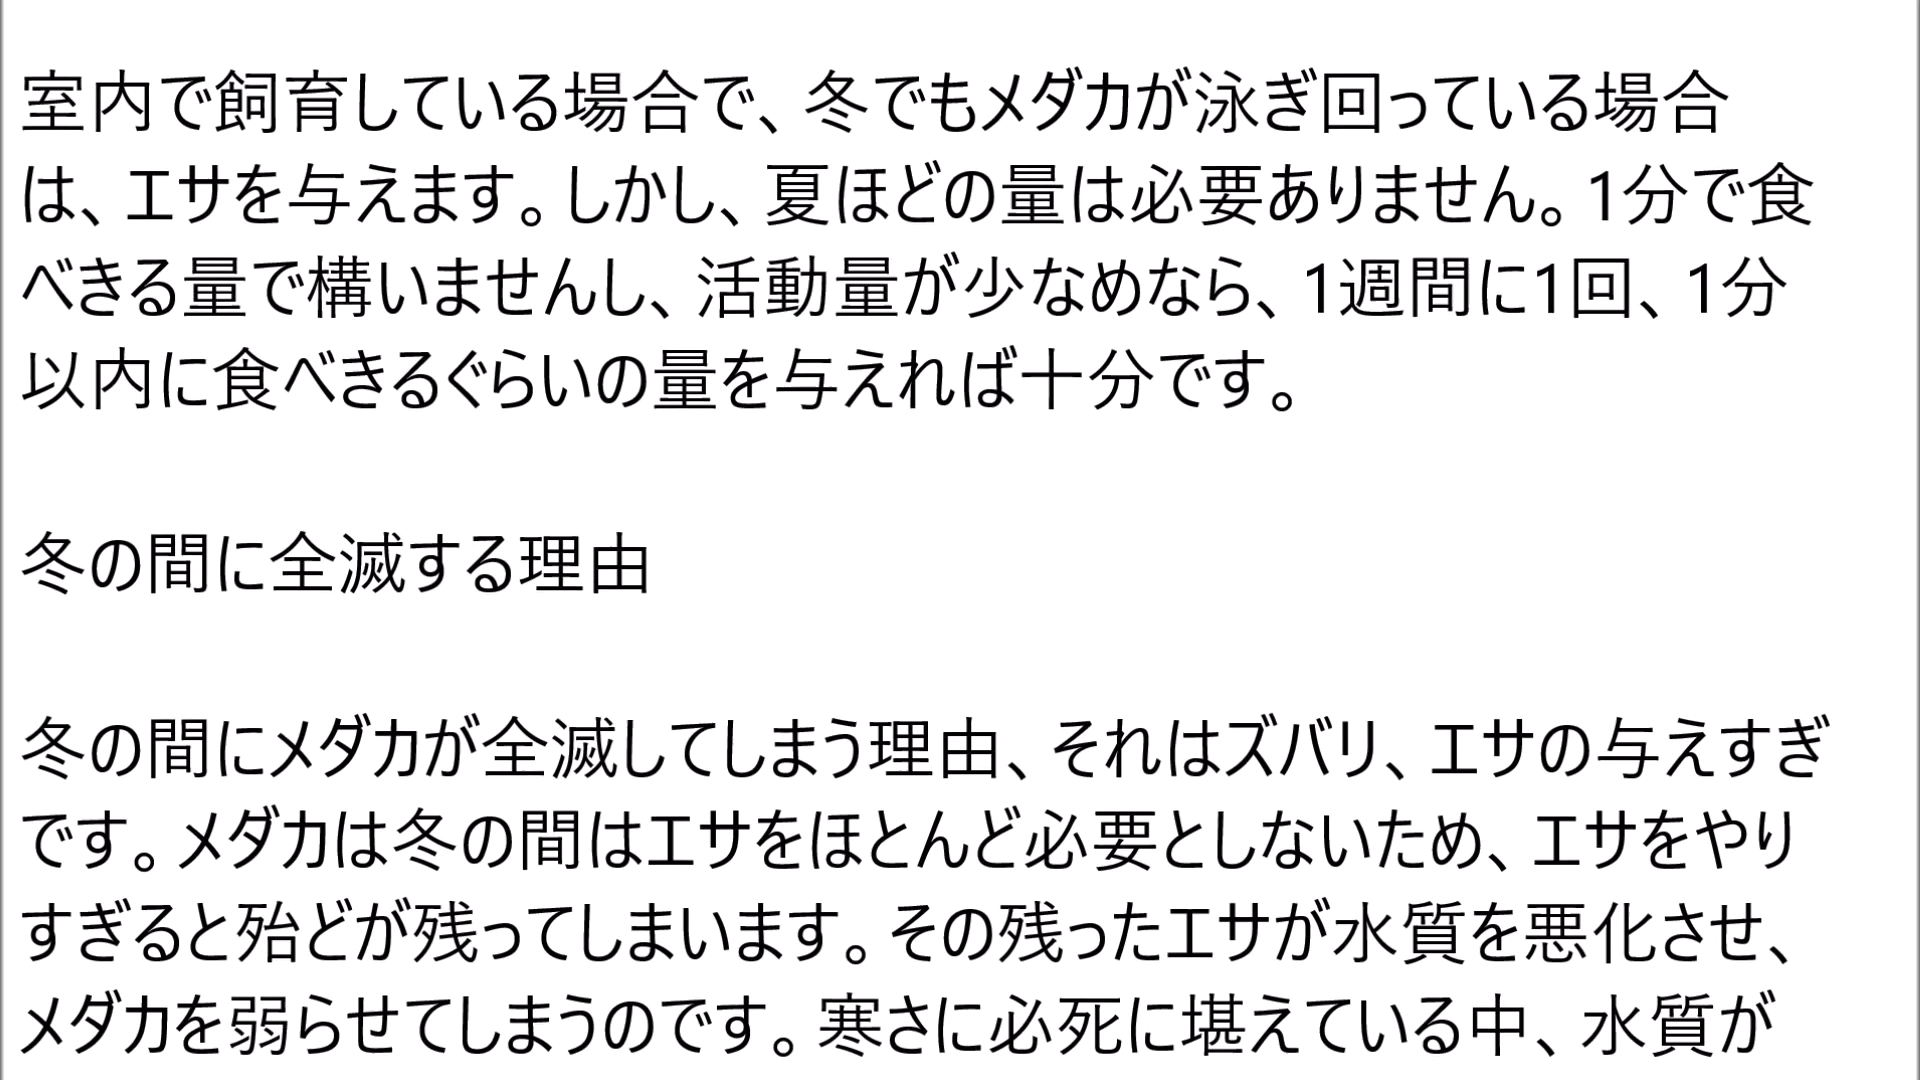 室内で飼育している場合で、冬でもメダカが泳ぎ回っている場合
は、エサを与えます。しかし、夏ほどの量は必要ありません。1分で食
べきる量で構いませんし、活動量が少なめなら、1週間に1回、1分
以内に食べきるぐらいの量を与えれば十分です。
冬の間に全滅する理由
冬の間にメダカが全滅してしまう理由、それはズバリ、エサの与えすぎ
です。メダカは冬の間はエサをほとんど必要としないため、エサをやり
すぎると殆どが残ってしまいます。その残ったエサが水質を悪化させ、
メダカを弱らせてしまうのです。寒さに必死に堪えている中、水質が